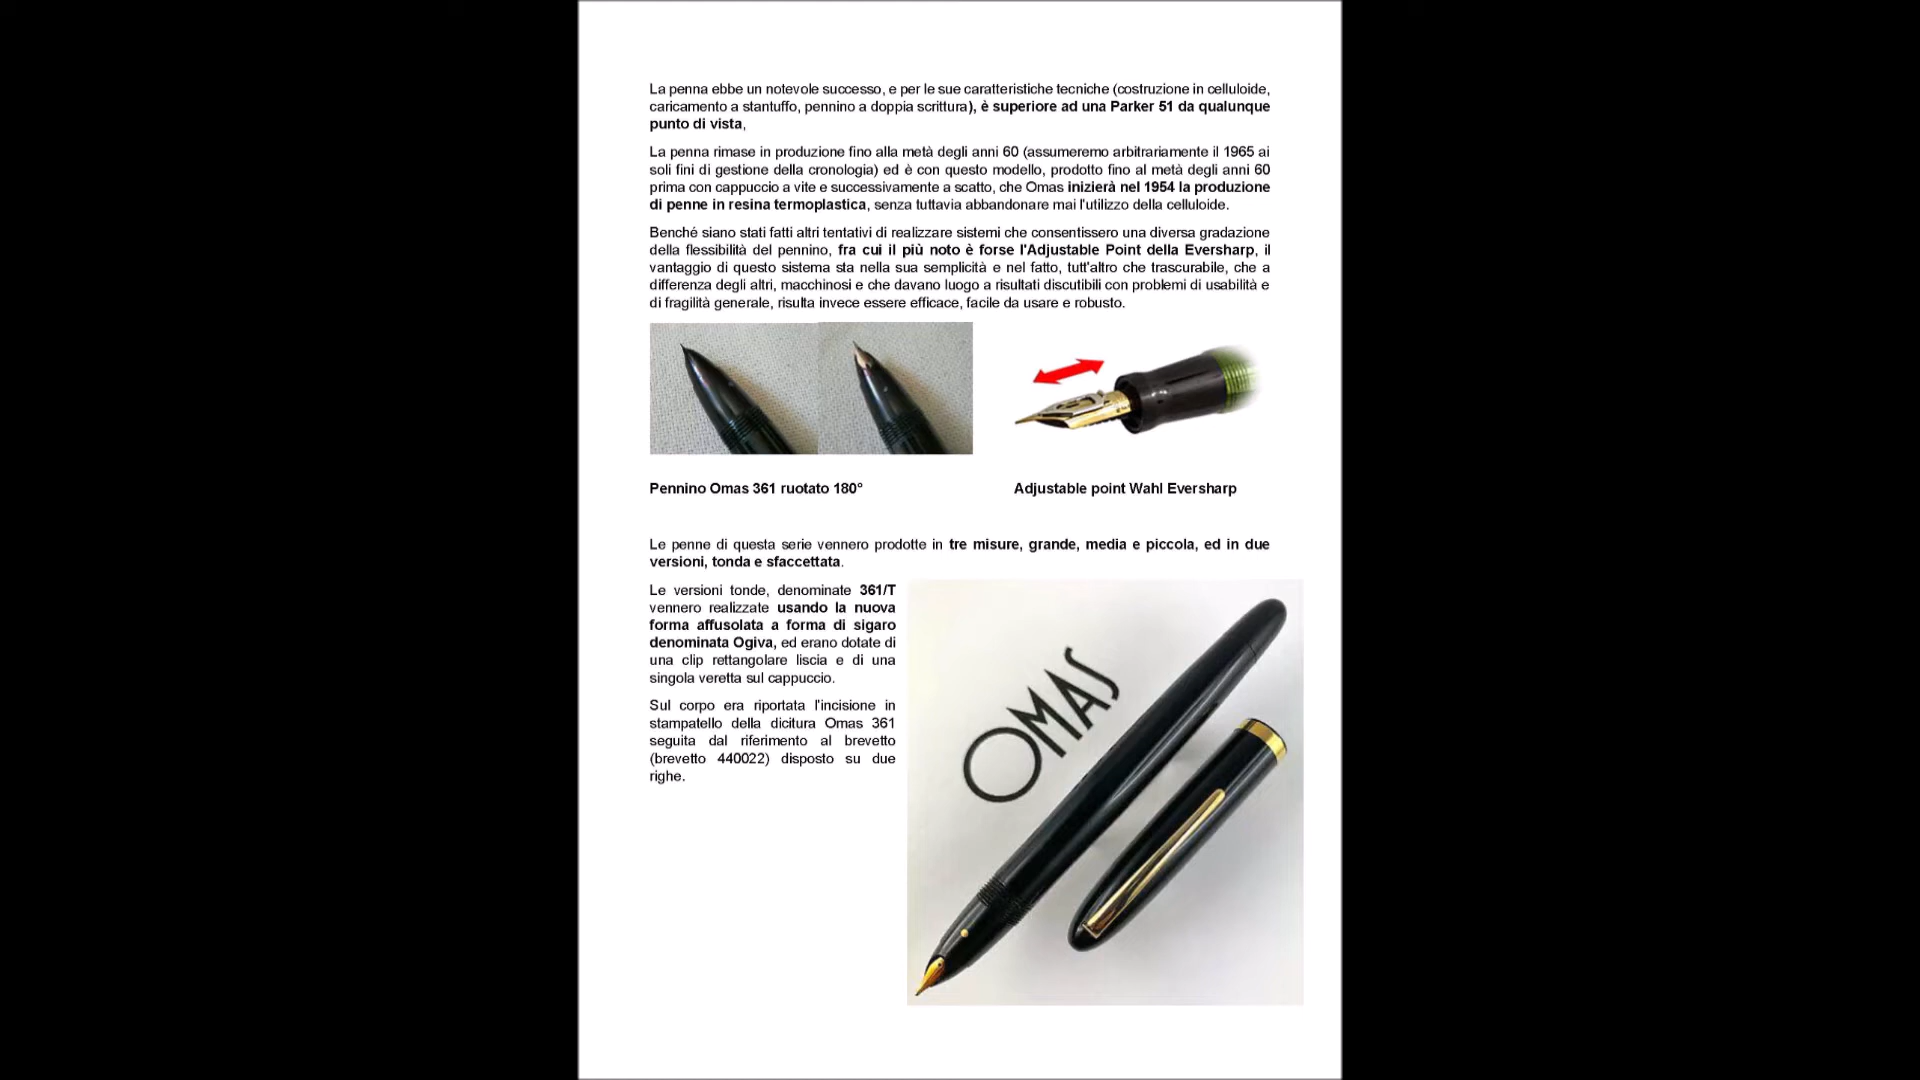 La penna ebbe un notevole successo, e per le sue caratteristiche tecniche (costruzione in celluloide,
caricamento a stantuffo, pennino a doppia scrittura), è superiore ad una Parker 51 da qualunque
punto di vista,
La penna rimase in produzione fino alla metà degli anni 60 (assumeremo arbitrariamente il 1965 ai
soli fini di gestione della cronologia) ed è con questo modello, prodotto fino al metà degli anni 60
prima con cappuccio a vite e successivamente a scatto, che Omas inizierà nel 1954 la produzione
di penne in resina termoplastica, senza tuttavia abbandonare mai l'utilizzo della celluloide.
Benché siano stati fatti altri tentativi di realizzare sistemi che consentissero una diversa gradazione
della flessibilità del pennino, fra cui il più noto è forse l'Adjustable Point della Eversharp, il
vantaggio di questo sistema sta nella sua semplicità e nel fatto, tutt'altro che trascurabile, che a
differenza degli altri, macchinosi e che davano luogo a risultati discutibili con problemi di usabilità e
di fragilità generale, risulta invece essere efficace, facile da usare e robusto.
Pennino Omas 361 ruotato 180°
Adjustable point Wahl Eversharp
Le penne di questa serie vennero prodotte in tre misure, grande, media e piccola, ed in due
versioni, tonda e sfaccettata.
Le versioni tonde, denominate 361/T
vennero realizzate usando la nuova
forma affusolata a forma di sigaro
denominata Ogiva, ed erano dotate di
una clip rettangolare liscia e di una
singola veretta sul cappuccio.
Sul corpo era riportata l'incisione in
stampatello della dicitura Omas 361
seguita dal riferimento al brevetto
(brevetto 440022) disposto su due
righe.
OMAS